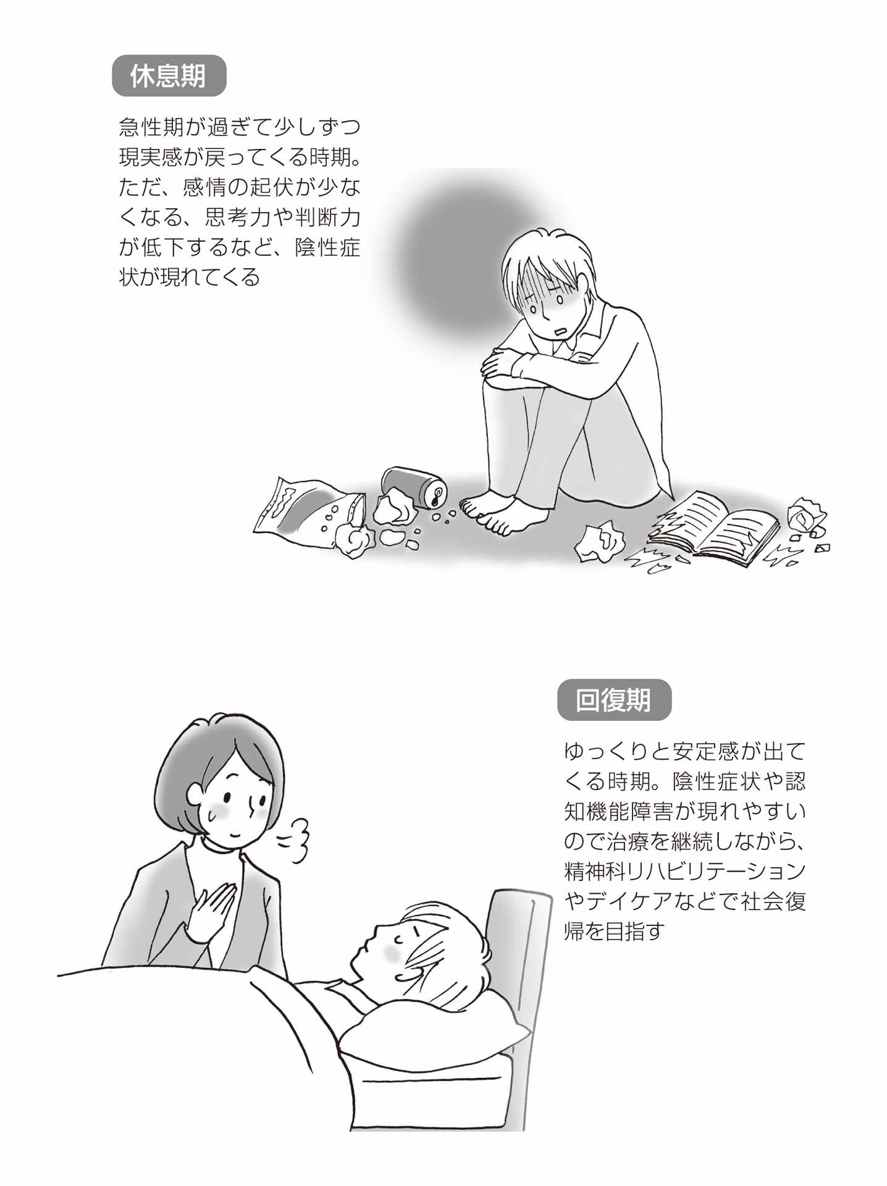 休息期
急性期が過ぎて少しずつ
現実感が戻ってくる時期。
ただ、感情の起伏が少な
くなる、思考力や判断力
が低下するなど、陰性症
状が現れてくる
回復期
ゆっくりと安定感が出て
くる時期。陰性症状や認
知機能障害が現れやすい
ので治療を継続しながら、
精神科リハビリテーション
やデイケアなどで社会復
帰を目指す